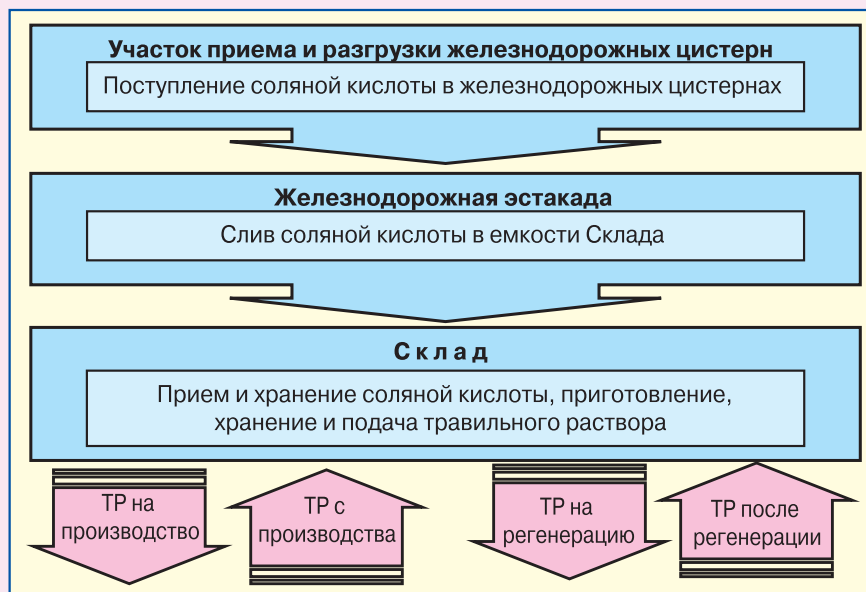 Участок приема и разгрузки железнодорожных цистерн
Поступление соляной кислоты в железнодорожных цистернах
Железнодорожная эстакада
Слив соляной кислоты в емкости Склада
Склад
Прием и хранение соляной кислоты, приготовление,
хранение и подача травильного раствора
ТР на
производство
ТР с
производства
ТР на
регенерацию
ТР после
регенерации